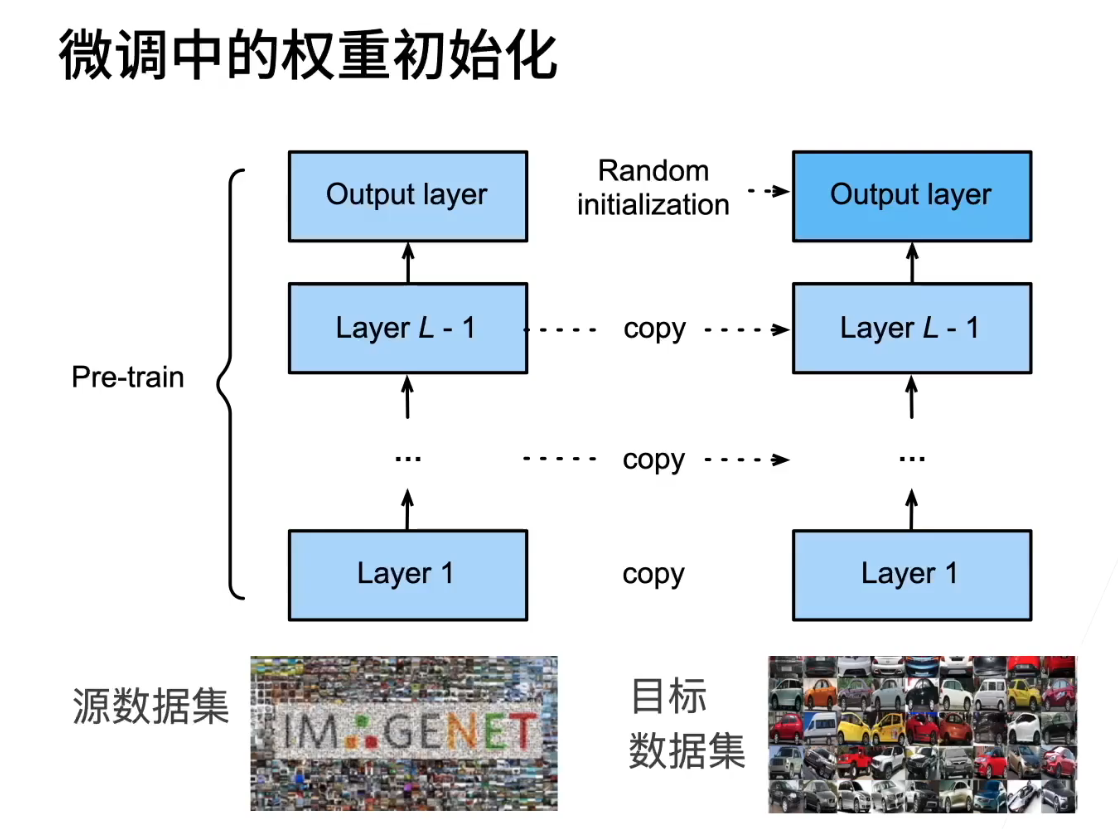 微调中的权重初始化
Output layer
Random
initialization
Output layer
Layer L - 1
copy
Layer L - 1
Pre-train
...
copy
...
Layer 1
copy
Layer 1
源数据集
IMAGENET
目标
数据集